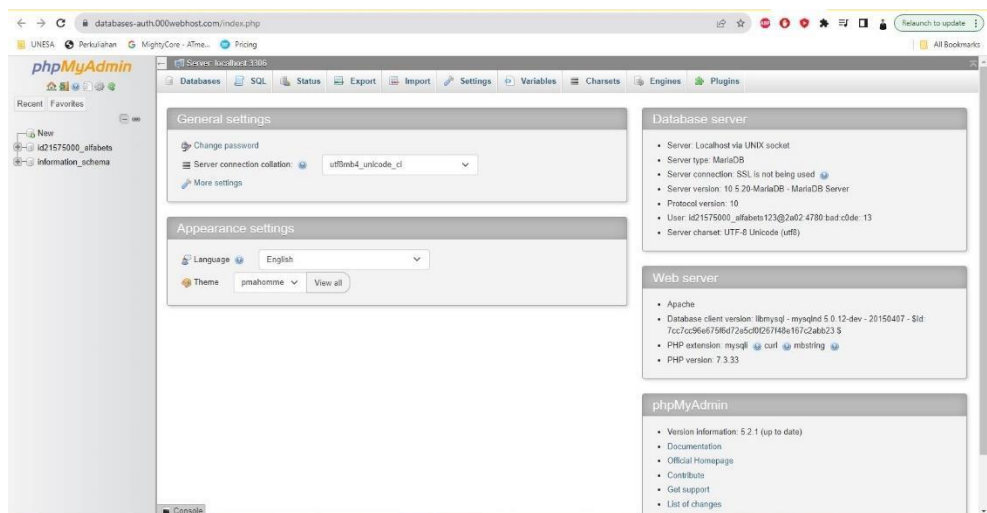 databases-auth.000webhost.com/index.php
Relaunch to update
UNESA
Perkuliahan
MightyCore - ATme...
Pricing
All Bookmarks
phpMyAdmin
Recent Favorites
New
id21575000_alfabets
information_schema
Server: localhost:3306
Databases SQL Status Export Import Settings Variables Charsets Engines Plugins
General settings
Change password
Server connection collation: utf8mb4_unicode_ci
More settings
Appearance settings
Language English
Theme pmahomme View all
Database server
Server: Localhost via UNIX socket
Server type: MariaDB
Server connection: SSL is not being used
Server version: 10.5.20-MariaDB - MariaDB Server
Protocol version: 10
User: id21575000_alfabets123@2a02:4780:bad:c0de::13
Server charset: UTF-8 Unicode (utf8)
Web server
Apache
Database client version: libmysql - mysqlnd 5.0.12-dev - 20150407 - $Id:
PHP extension: mysqli curl mbstring
PHP version: 7.3.33
phpMyAdmin
Version information: 5.2.1 (up to date)
Documentation
Official Homepage
Contribute
Get support
List of changes
Console